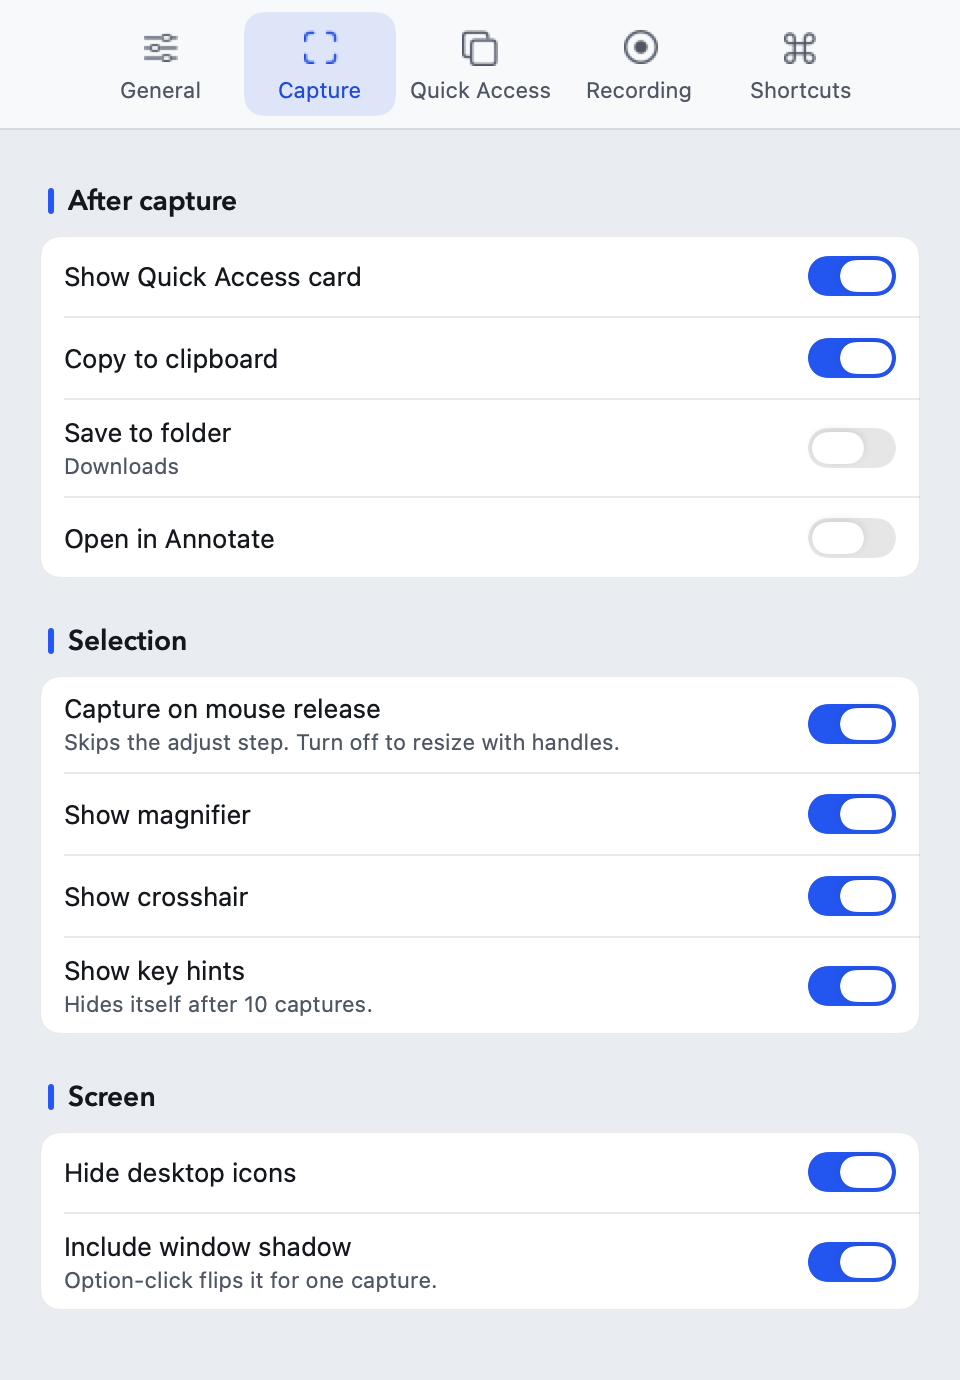 General
Capture
Quick Access
Recording
Shortcuts
After capture
Show Quick Access card
Copy to clipboard
Save to folder
Downloads
Open in Annotate
Selection
Capture on mouse release
Skips the adjust step. Turn off to resize with handles.
Show magnifier
Show crosshair
Show key hints
Hides itself after 10 captures.
Screen
Hide desktop icons
Include window shadow
Option-click flips it for one capture.